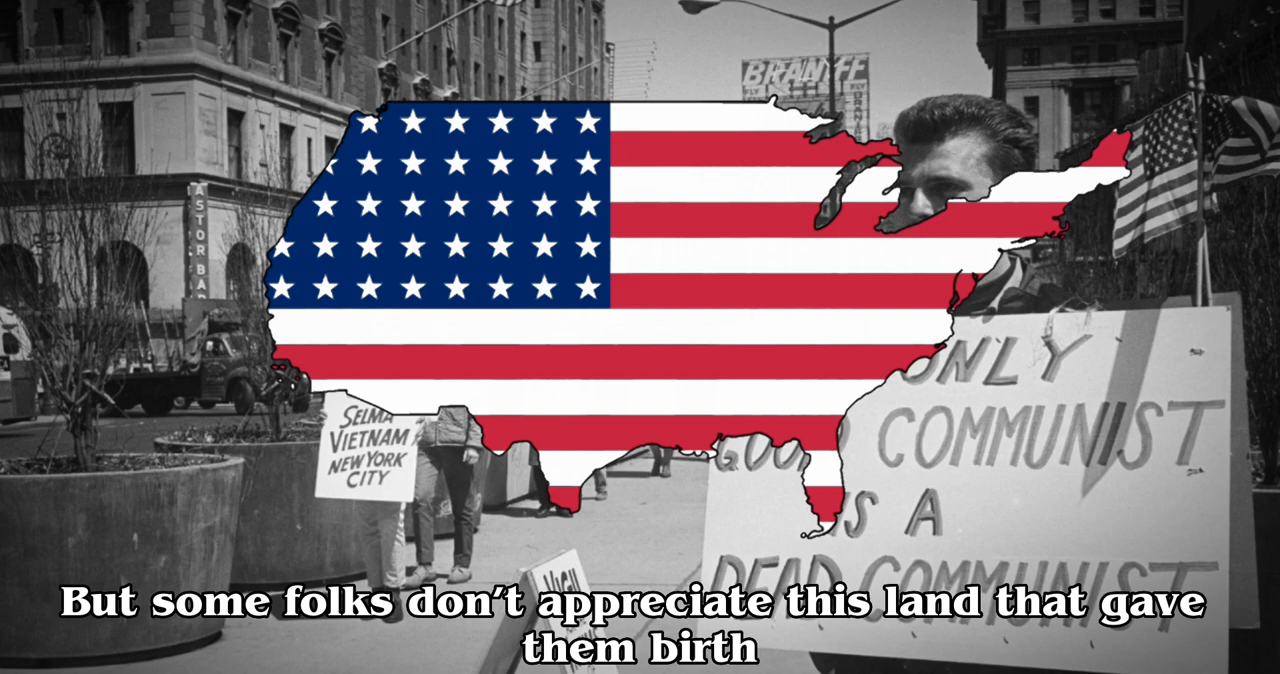 BRANIFF
ASTOR BAR
SELMA
VIETNAM
NEW YORK
CITY
ONLY
GOOD COMMUNIST
IS A
DEAD COMMUNIST
But some folks don't appreciate this land that gave
them birth